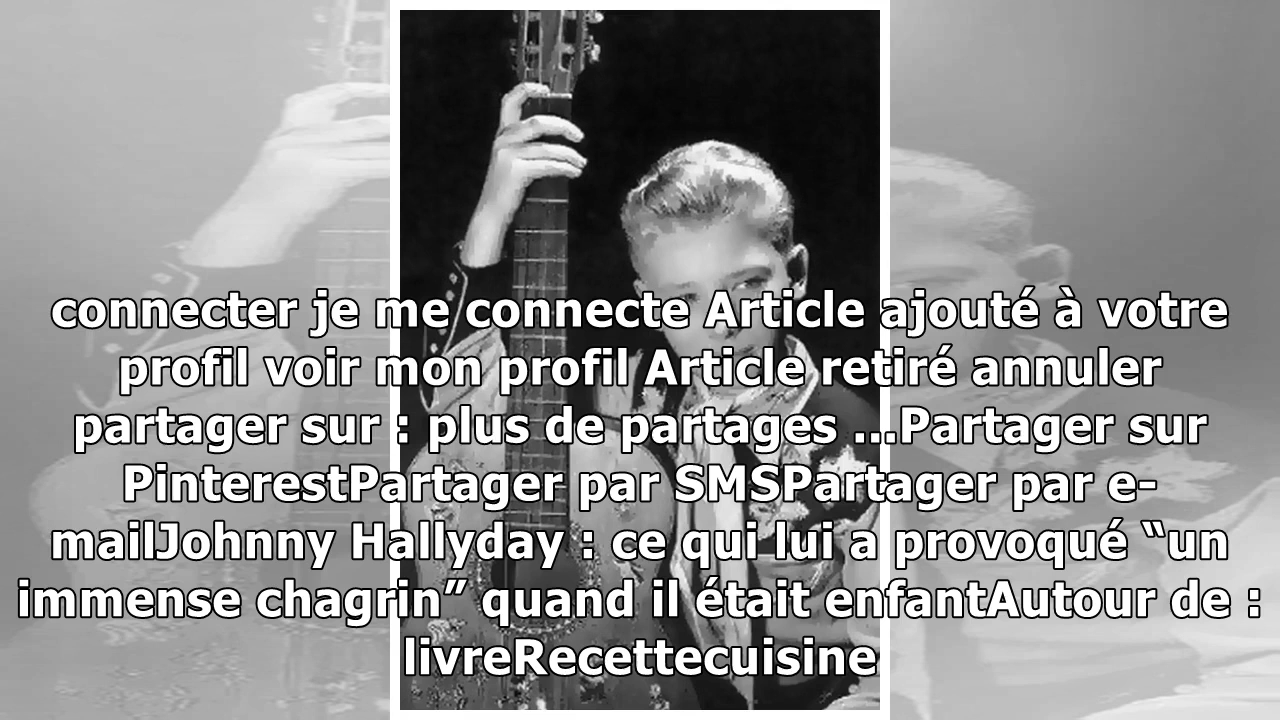 connecter je me connecte Article ajouté à votre
profil voir mon profil Article retiré annuler
partager sur : plus de partages ...Partager sur
PinterestPartager par SMSPartager par e-
mailJohnny Hallyday : ce qui lui a provoqué “un
immense chagrin” quand il était enfantAutour de :
livreRecettecuisine